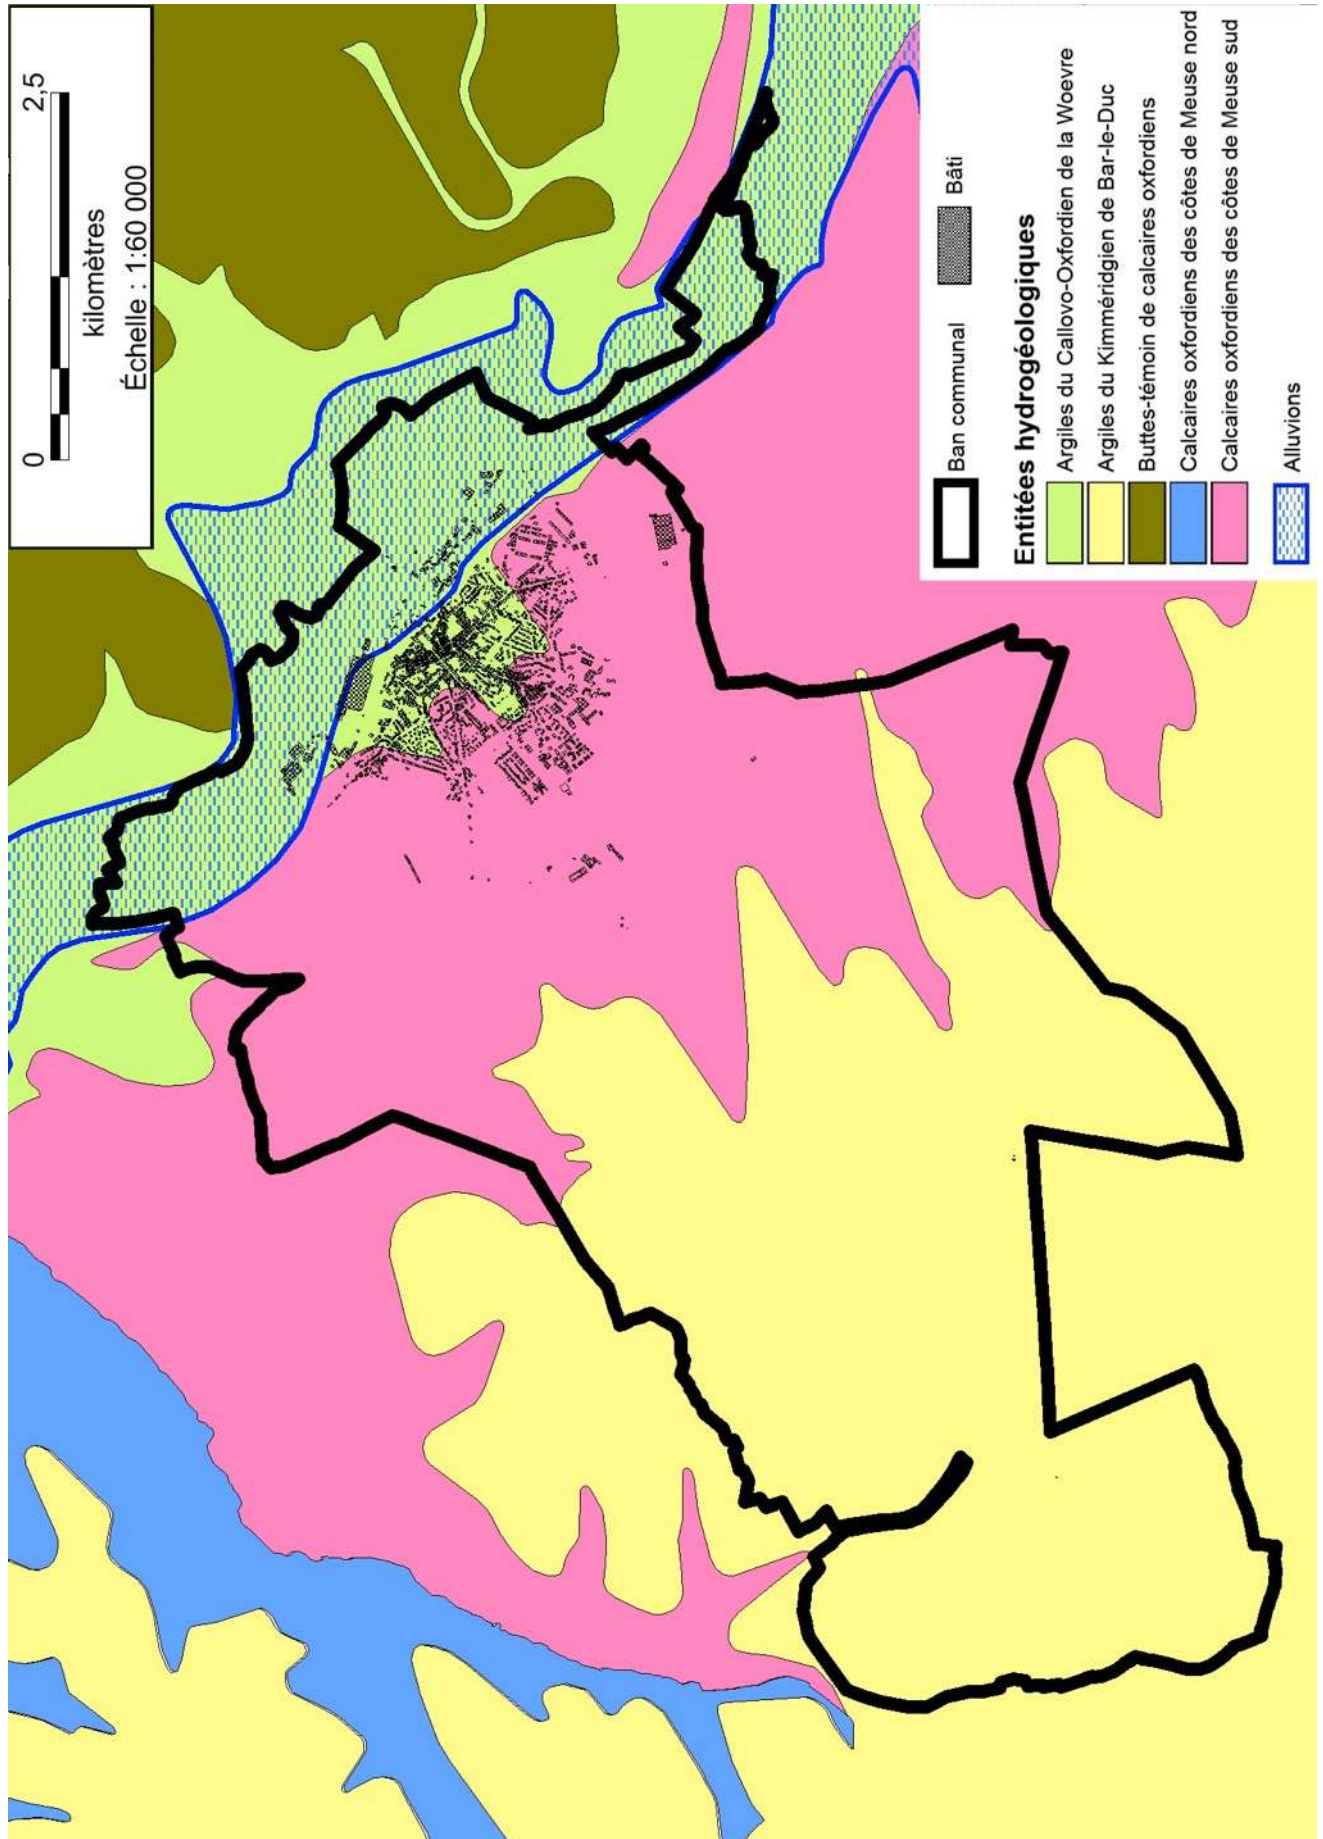 0 2,5
kilomètres
Échelle : 1:60 000
Ban communal Bâti
Entitées hydrogéologiques
Argiles du Callovo-Oxfordien de la Woevre
Argiles du Kimméridgien de Bar-le-Duc
Buttes-témoin de calcaires oxfordiens
Calcaires oxfordiens des côtes de Meuse nord
Calcaires oxfordiens des côtes de Meuse sud
Alluvions